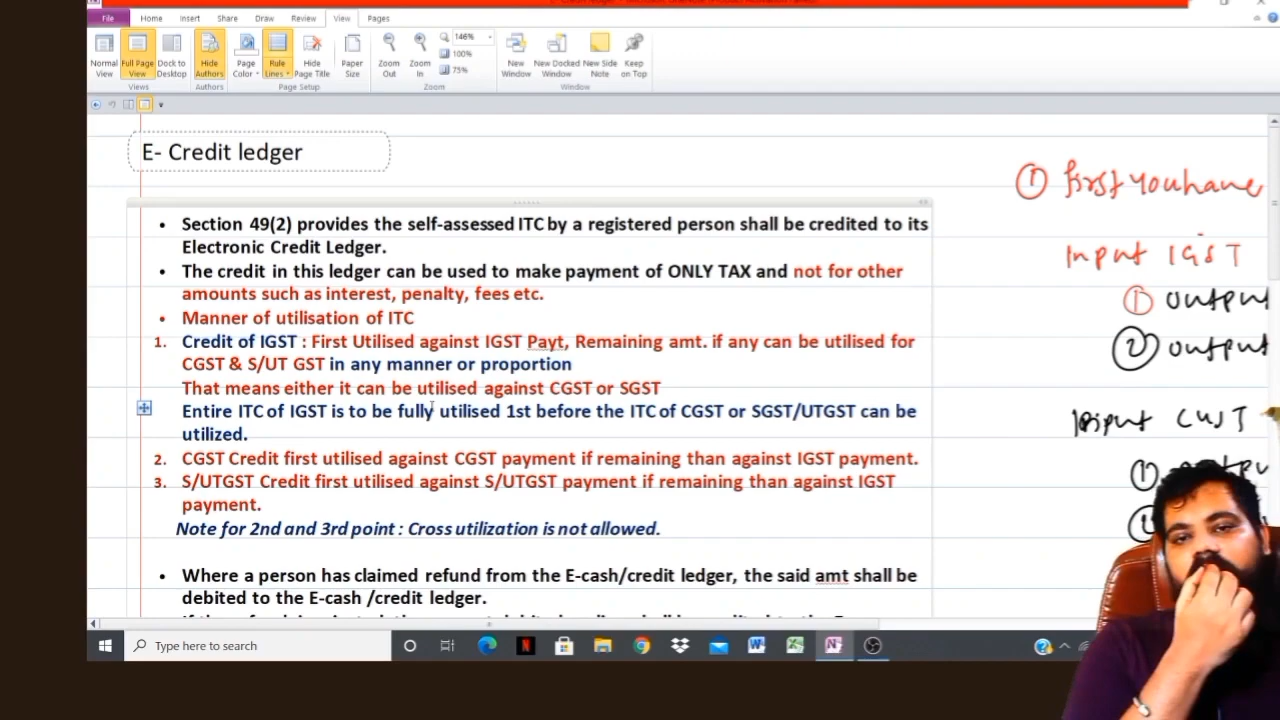 File Home Insert Share Draw Review View Pages
146%
100%
75%
Normal View
Full Page View
Dock to Desktop
Hide Authors
Page Color
Rule Lines
Hide Page Title
Paper Size
Zoom Out
Zoom In
New Window
New Docked Window
New Side Note
Keep on Top
Views Authors Page Setup Zoom Window
E- Credit ledger
• Section 49(2) provides the self-assessed ITC by a registered person shall be credited to its
Electronic Credit Ledger.
• The credit in this ledger can be used to make payment of ONLY TAX and not for other
amounts such as interest, penalty, fees etc.
• Manner of utilisation of ITC
1. Credit of IGST : First Utilised against IGST Payt, Remaining amt. if any can be utilised for
CGST & S/UT GST in any manner or proportion
That means either it can be utilised against CGST or SGST
Entire ITC of IGST is to be fully utilised 1st before the ITC of CGST or SGST/UTGST can be
utilized.
2. CGST Credit first utilised against CGST payment if remaining than against IGST payment.
3. S/UTGST Credit first utilised against S/UTGST payment if remaining than against IGST
payment.
Note for 2nd and 3rd point : Cross utilization is not allowed.
• Where a person has claimed refund from the E-cash/credit ledger, the said amt shall be
debited to the E-cash /credit ledger.
① first you have
Input IGST
① output
② output
input CGST
①
Type here to search